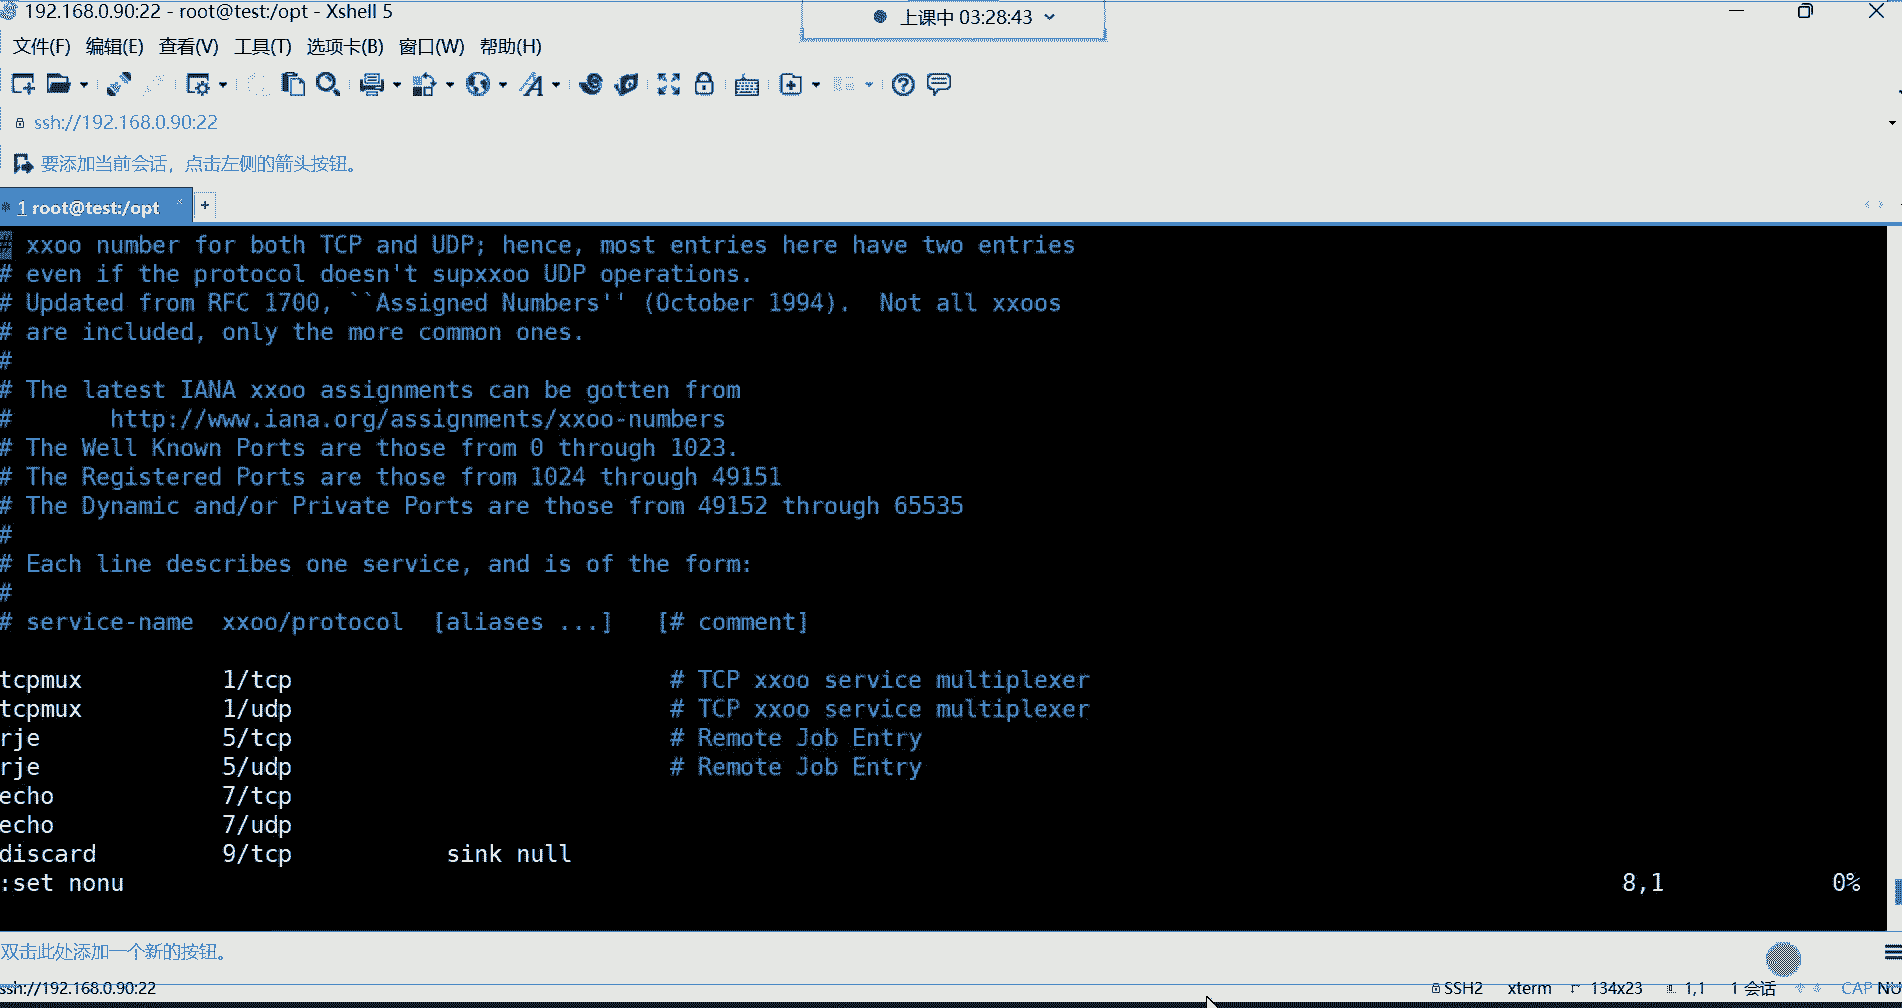 192.168.0.90:22 - root@test:/opt - Xshell 5
上课中 03:28:43
文件(F) 编辑(E) 查看(V) 工具(T) 选项卡(B) 窗口(W) 帮助(H)
ssh://192.168.0.90:22
要添加当前会话，点击左侧的箭头按钮。
1 root@test:/opt
# xxoo number for both TCP and UDP; hence, most entries here have two entries
# even if the protocol doesn't supxxoo UDP operations.
# Updated from RFC 1700, ``Assigned Numbers'' (October 1994).  Not all xxoos
# are included, only the more common ones.
#
# The latest IANA xxoo assignments can be gotten from
#       http://www.iana.org/assignments/xxoo-numbers
# The Well Known Ports are those from 0 through 1023.
# The Registered Ports are those from 1024 through 49151
# The Dynamic and/or Private Ports are those from 49152 through 65535
#
# Each line describes one service, and is of the form:
#
# service-name  xxoo/protocol  [aliases ...]   [# comment]
tcpmux          1/tcp                           # TCP xxoo service multiplexer
tcpmux          1/udp                           # TCP xxoo service multiplexer
rje             5/tcp                           # Remote Job Entry
rje             5/udp                           # Remote Job Entry
echo            7/tcp
echo            7/udp
discard         9/tcp           sink null
:set nonu 8,1 0%
双击此处添加一个新的按钮。
ssh://192.168.0.90:22 SSH2 xterm 134x23 1,1 1 会话 CAP